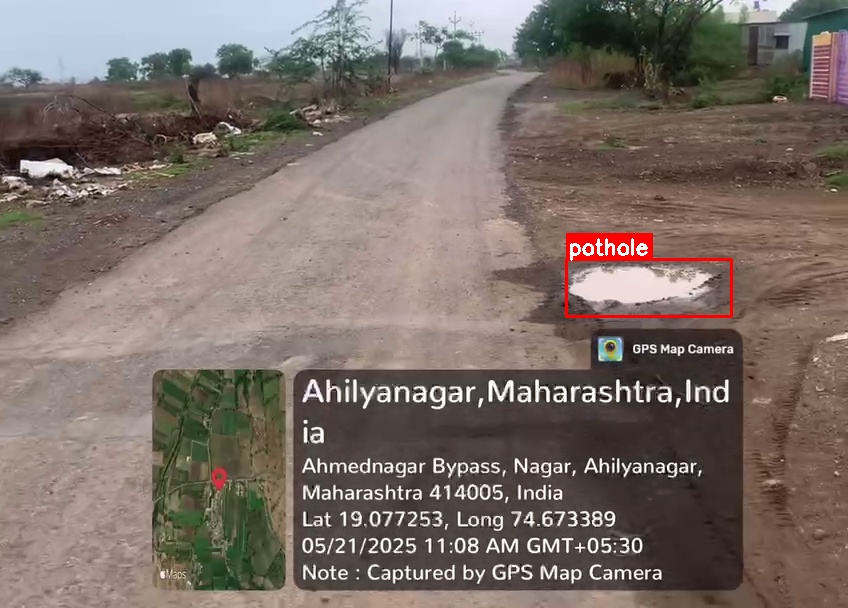 pothole
GPS Map Camera
Ahilyanagar,Maharashtra,Ind
ia
Ahmednagar Bypass, Nagar, Ahilyanagar,
Maharashtra 414005, India
Lat 19.077253, Long 74.673389
05/21/2025 11:08 AM GMT+05:30
Note : Captured by GPS Map Camera
Maps